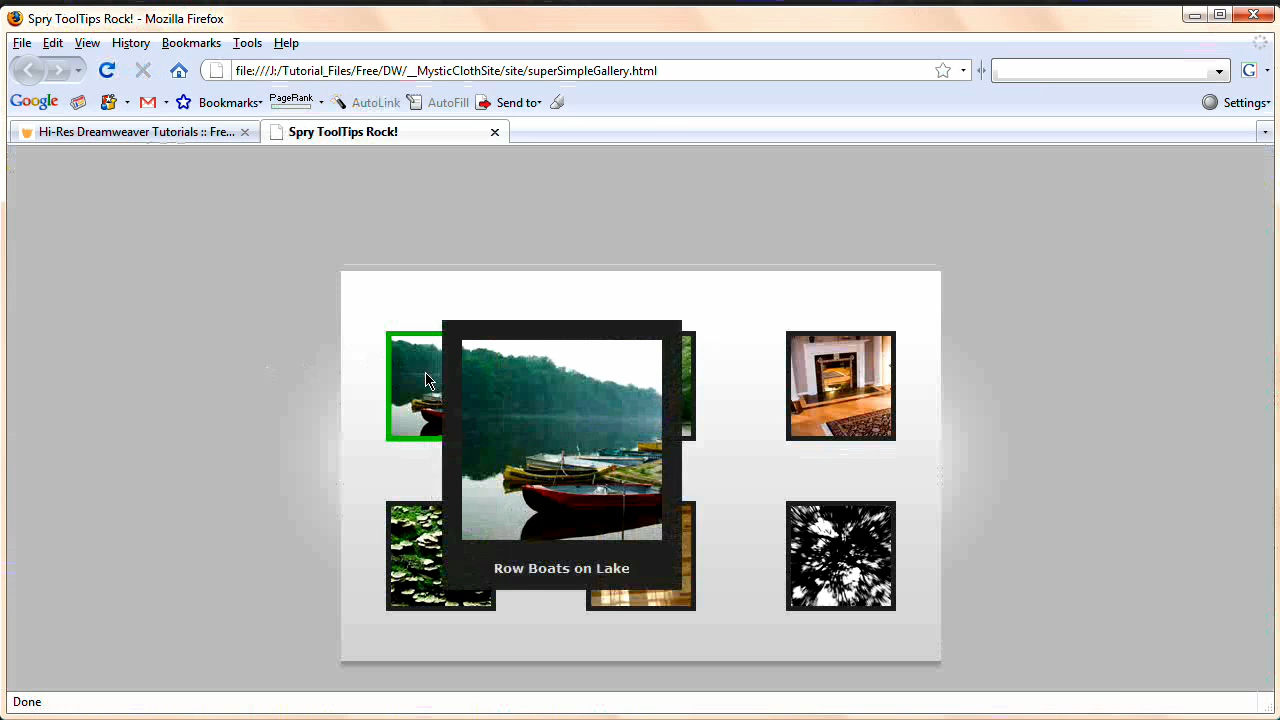 Spry ToolTips Rock! - Mozilla Firefox
File Edit View History Bookmarks Tools Help
file:///J:/Tutorial_Files/Free/DW/__MysticClothSite/site/superSimpleGallery.html
G
Google Bookmarks PageRank AutoLink AutoFill Send to Settings
Hi-Res Dreamweaver Tutorials :: Fre... Spry ToolTips Rock!
Row Boats on Lake
Done